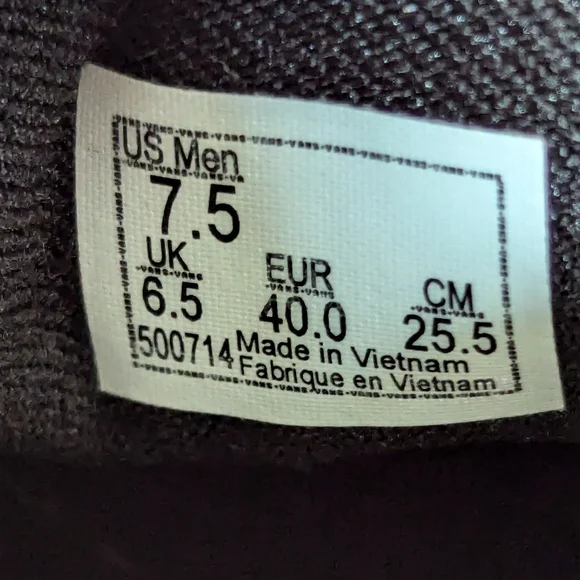 US Men
7.5
UK EUR CM
6.5 40.0 25.5
500714 Made in Vietnam
Fabrique en Vietnam